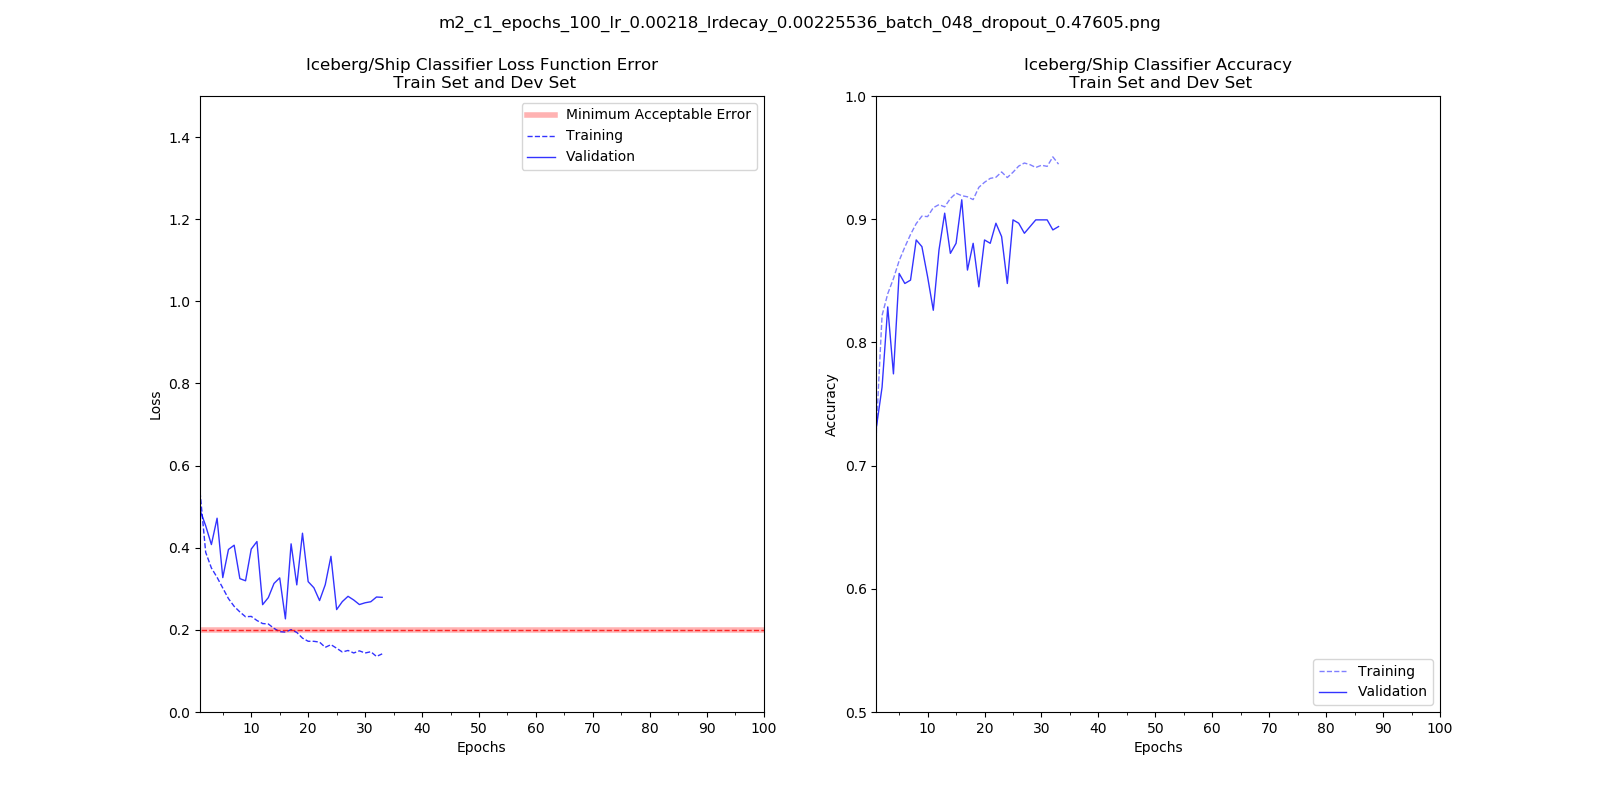 m2_c1_epochs_100_lr_0.00218_lrdecay_0.00225536_batch_048_dropout_0.47605.png
Iceberg/Ship Classifier Loss Function Error
Train Set and Dev Set
1.4
1.2
1.0
0.8
0.6
0.4
0.2
0.0
Loss
Minimum Acceptable Error
Training
Validation
10 20 30 40 50 60 70 80 90 100
Epochs
Iceberg/Ship Classifier Accuracy
Train Set and Dev Set
1.0
0.9
0.8
0.7
0.6
0.5
Accuracy
Training
Validation
10 20 30 40 50 60 70 80 90 100
Epochs